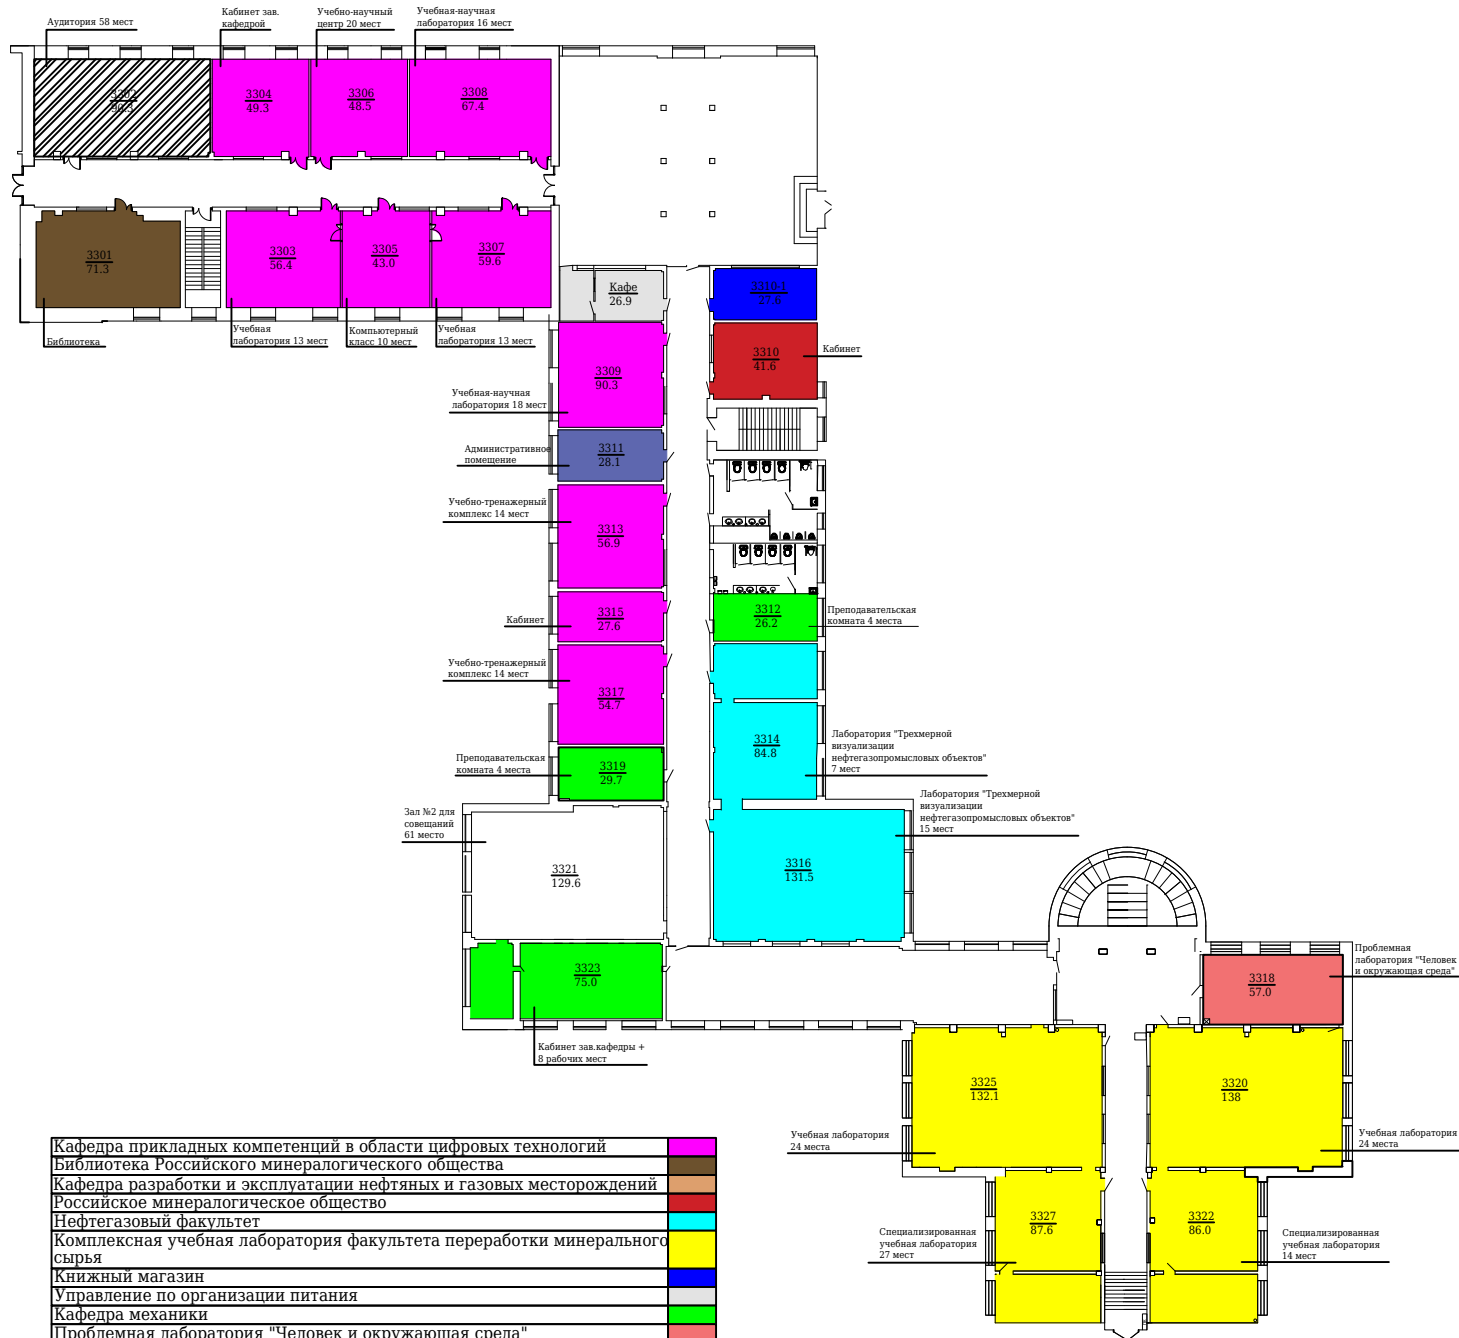 Аудитория 58 мест
Кабинет зав.
кафедрой
Учебно-научный
центр 20 мест
Учебная-научная
лаборатория 16 мест
3302
90.3
3304
49.3
3306
48.5
3308
67.4
3301
71.3
3303
56.4
3305
43.0
3307
59.6
Библиотека
Учебная
лаборатория 13 мест
Компьютерный
класс 10 мест
Учебная
лаборатория 13 мест
Кафе
26.9
3310-1
27.6
3309
90.3
3310
41.6
Кабинет
Учебная-научная
лаборатория 18 мест
Административное
помещение
3311
28.1
Учебно-тренажерный
комплекс 14 мест
3313
56.9
Кабинет
3315
27.6
3312
26.2
Преподавательская
комната 4 места
Учебно-тренажерный
комплекс 14 мест
3317
54.7
3314
84.8
Лаборатория "Трехмерной
визуализации
нефтегазопромысловых объектов"
7 мест
Преподавательская
комната 4 места
3319
29.7
Лаборатория "Трехмерной
визуализации
нефтегазопромысловых объектов"
15 мест
Зал №2 для
совещаний
61 место
3321
129.6
3316
131.5
3323
75.0
Кабинет зав.кафедры +
8 рабочих мест
3318
57.0
Проблемная
лаборатория "Человек
и окружающая среда"
3325
132.1
3320
138
Учебная лаборатория
24 места
Учебная лаборатория
24 места
3327
87.6
3322
86.0
Специализированная
учебная лаборатория
27 мест
Специализированная
учебная лаборатория
14 мест
Кафедра прикладных компетенций в области цифровых технологий
Библиотека Российского минералогического общества
Кафедра разработки и эксплуатации нефтяных и газовых месторождений
Российское минералогическое общество
Нефтегазовый факультет
Комплексная учебная лаборатория факультета переработки минерального
сырья
Книжный магазин
Управление по организации питания
Кафедра механики
Проблемная лаборатория "Человек и окружающая среда"